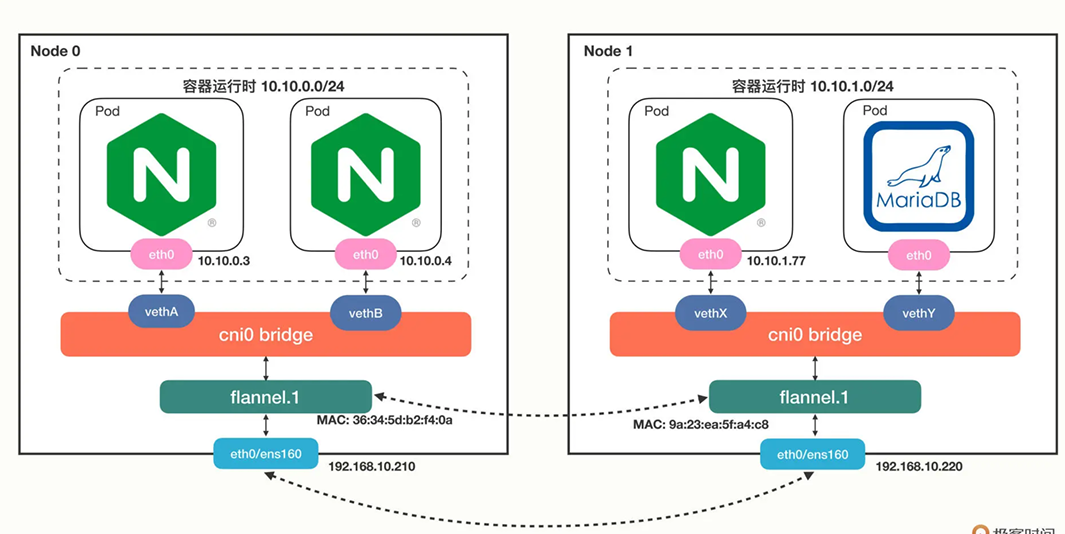 Node 0
容器运行时 10.10.0.0/24
Pod
Pod
N
®
N
®
eth0
10.10.0.3
eth0
10.10.0.4
vethA
vethB
cni0 bridge
flannel.1
MAC: 36:34:5d:b2:f4:0a
eth0/ens160
192.168.10.210
Node 1
容器运行时 10.10.1.0/24
Pod
Pod
N
®
MariaDB
eth0
10.10.1.77
eth0
vethX
vethY
cni0 bridge
flannel.1
MAC: 9a:23:ea:5f:a4:c8
eth0/ens160
192.168.10.220
极客时间